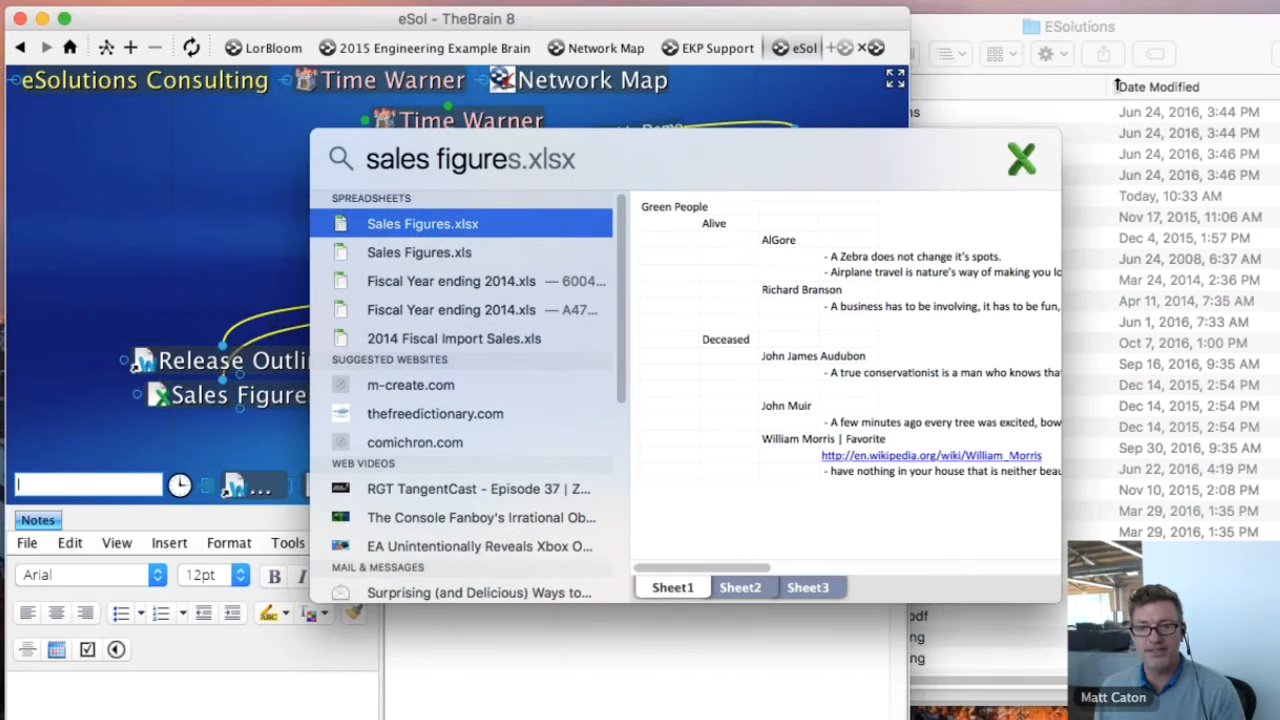 eSol - TheBrain 8
ESolutions
LorBloom
2015 Engineering Example Brain
Network Map
EKP Support
eSol
eSolutions Consulting
Time Warner
Network Map
Time Warner
Date Modified
sales figures.xlsx
SPREADSHEETS
Sales Figures.xlsx
Sales Figures.xls
Fiscal Year ending 2014.xls — 6004...
Fiscal Year ending 2014.xls — A47...
2014 Fiscal Import Sales.xls
SUGGESTED WEBSITES
m-create.com
thefreedictionary.com
comichron.com
WEB VIDEOS
RGT TangentCast - Episode 37 | Z...
The Console Fanboy's Irrational Ob...
EA Unintentionally Reveals Xbox O...
MAIL & MESSAGES
Surprising (and Delicious) Ways to...
Green People
Alive
AlGore
- A Zebra does not change it's spots.
- Airplane travel is nature's way of making you lo
Richard Branson
- A business has to be involving, it has to be fun,
Deceased
John James Audubon
- A true conservationist is a man who knows tha
John Muir
- A few minutes ago every tree was excited, bow
William Morris | Favorite
http://en.wikipedia.org/wiki/William_Morris
- have nothing in your house that is neither beau
Sheet1 Sheet2 Sheet3
Release Outli
Sales Figure
...
Notes
File Edit View Insert Format Tools
Arial 12pt B I
ns
Jun 24, 2016, 3:44 PM
Jun 24, 2016, 3:44 PM
Jun 24, 2016, 3:46 PM
Jun 24, 2016, 3:46 PM
Today, 10:33 AM
Nov 17, 2015, 11:06 AM
Dec 4, 2015, 1:57 PM
Jun 24, 2008, 6:37 AM
Mar 24, 2014, 2:36 PM
Apr 11, 2014, 7:35 AM
Jun 1, 2016, 7:33 AM
Oct 7, 2016, 1:00 PM
Sep 16, 2016, 9:35 AM
Dec 14, 2015, 2:54 PM
Dec 14, 2015, 2:54 PM
Dec 14, 2015, 2:54 PM
Sep 30, 2016, 9:35 AM
Jun 22, 2016, 4:19 PM
Nov 10, 2015, 2:08 PM
Mar 29, 2016, 1:35 PM
Mar 29, 2016, 1:35 PM
pdf
ng
ng
Matt Caton